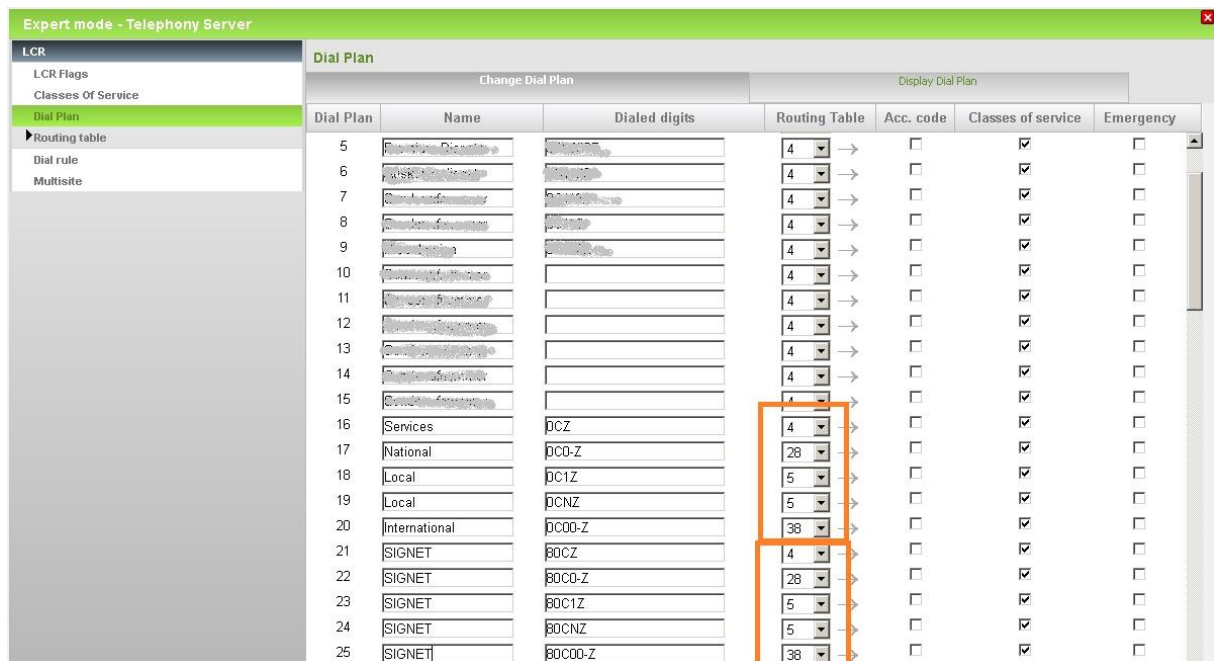 Expert mode - Telephony Server
LCR
LCR Flags
Classes Of Service
Dial Plan
Routing table
Dial rule
Multisite
Dial Plan
Change Dial Plan Display Dial Plan
Dial Plan Name Dialed digits Routing Table Acc. code Classes of service Emergency
5 4
6 4
7 4
8 4
9 4
10 4
11 4
12 4
13 4
14 4
15 4
16 Services 0CZ 4
17 National 0C0-Z 28
18 Local 0C1Z 5
19 Local 0CNZ 5
20 International 0C00-Z 38
21 SIGNET 80CZ 4
22 SIGNET 80C0-Z 28
23 SIGNET 80C1Z 5
24 SIGNET 80CNZ 5
25 SIGNET 80C00-Z 38